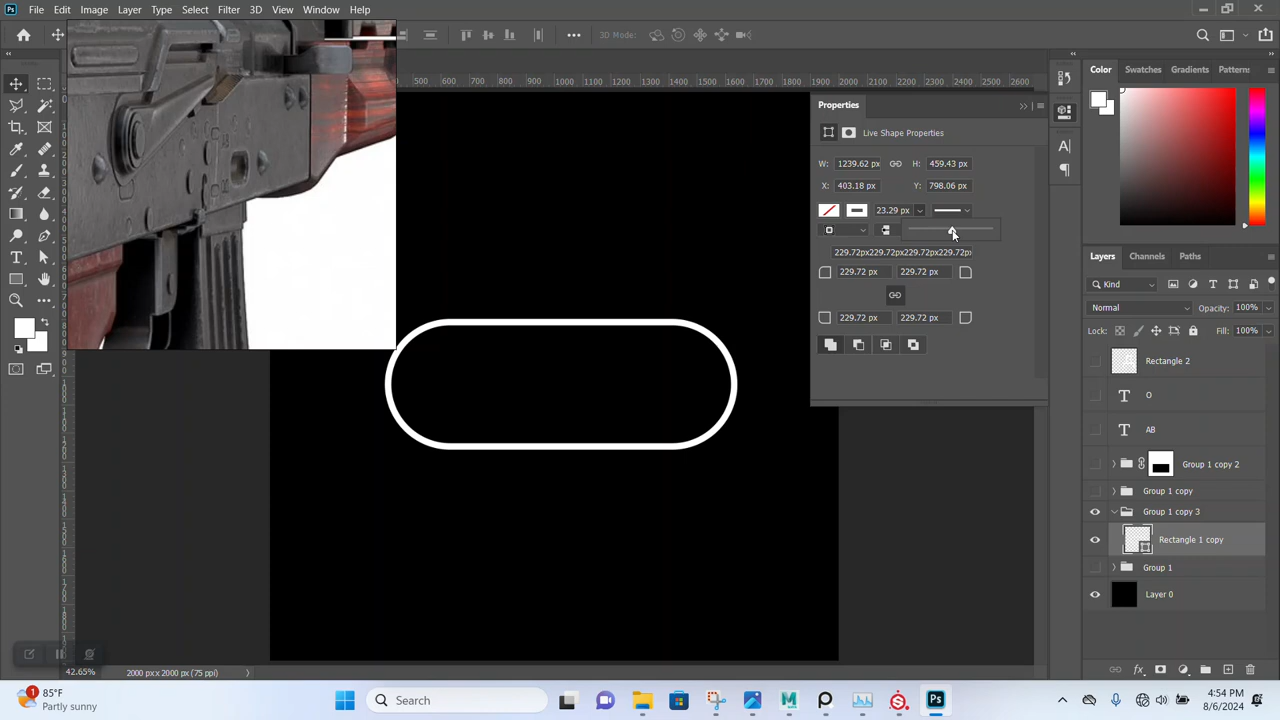 Ps File Edit Image Layer Type Select Filter 3D View Window Help
3D Mode:
500 600 700 800 900 1000 1100 1200 1300 1400 1500 1600 1700 1800 1900 2000 2100 2200 2300 2400 2500 2600
Properties
Live Shape Properties
W: 1239.62 px H: 459.43 px
X: 403.18 px Y: 798.06 px
23.29 px
229.72px229.72px229.72px229.72px
229.72 px 229.72 px
229.72 px 229.72 px
Color Swatches Gradients Patterns
Layers Channels Paths
Kind
Normal Opacity: 100%
Lock: Fill: 100%
Rectangle 2
T O
T AB
Group 1 copy 2
Group 1 copy
Group 1 copy 3
Rectangle 1 copy
Group 1
Layer 0
fx
42.65% 2000 px x 2000 px (75 ppi)
1
85°F
Partly sunny
Search
4:54 PM
8/6/2024